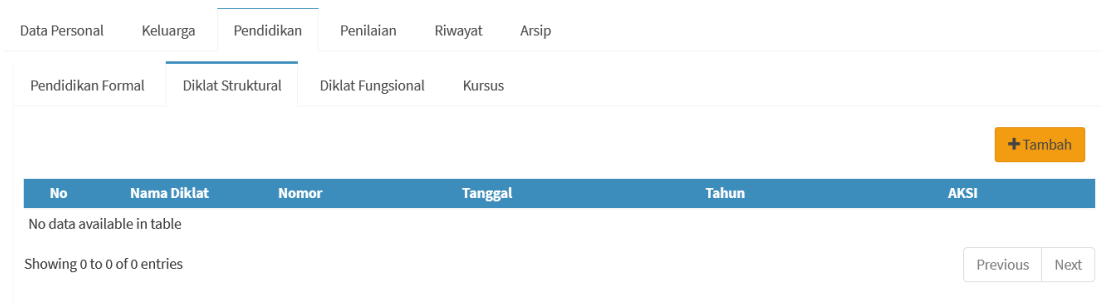 Data Personal Keluarga Pendidikan Penilaian Riwayat Arsip
Pendidikan Formal Diklat Struktural Diklat Fungsional Kursus
+Tambah
No Nama Diklat Nomor Tanggal Tahun AKSI
No data available in table
Showing 0 to 0 of 0 entries Previous Next